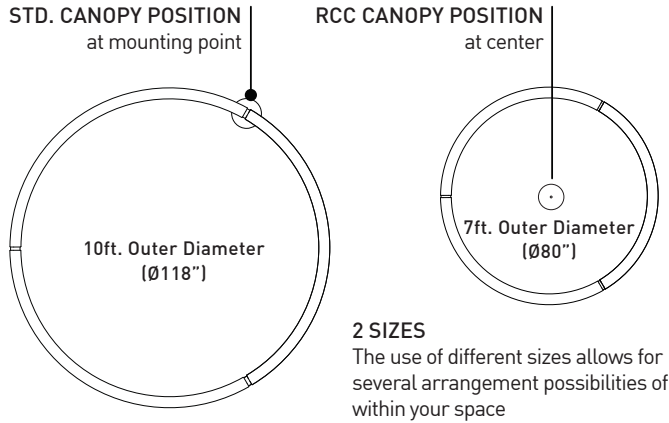 STD. CANOPY POSITION
at mounting point
RCC CANOPY POSITION
at center
10ft. Outer Diameter
(Ø118”)
7ft. Outer Diameter
(Ø80”)
2 SIZES
The use of different sizes allows for
several arrangement possibilities of
within your space